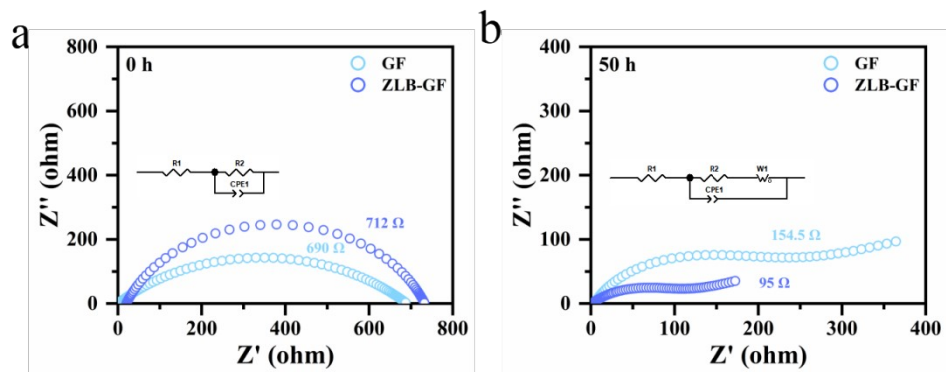 a
0 h
GF
ZLB-GF
R1
R2
CPE1
712 Ω
690 Ω
Z'' (ohm)
800
600
400
200
0
0 200 400 600 800
Z' (ohm)
b
50 h
GF
ZLB-GF
R1
R2
W1
CPE1
154.5 Ω
95 Ω
Z'' (ohm)
400
300
200
100
0
0 100 200 300 400
Z' (ohm)